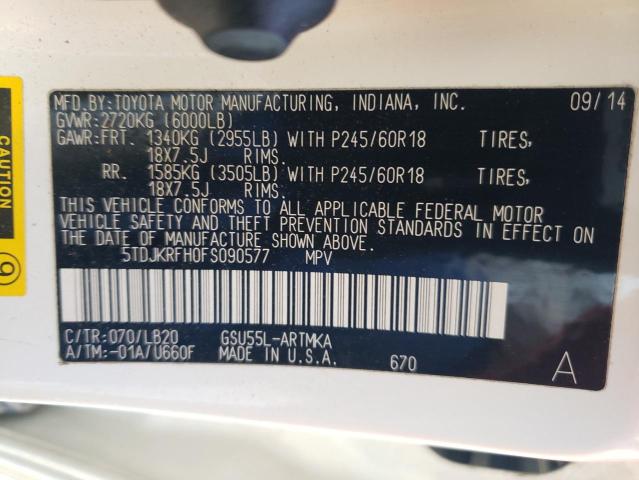 MFD.BY:TOYOTA MOTOR MANUFACTURING, INDIANA, INC. 09/14
GVWR:2720KG (6000LB)
GAWR:FRT. 1340KG (2955LB) WITH P245/60R18 TIRES,
18X7.5J RIMS.
RR. 1585KG (3505LB) WITH P245/60R18 TIRES,
18X7.5J RIMS.
THIS VEHICLE CONFORMS TO ALL APPLICABLE FEDERAL MOTOR
VEHICLE SAFETY AND THEFT PREVENTION STANDARDS IN EFFECT ON
THE DATE OF MANUFACTURE SHOWN ABOVE.
5TDJKRFH0FS090577 MPV
C/TR:070/LB20 GSU55L-ARTMKA
A/TM:-01A/U660F MADE IN U.S.A. 670 A
CAUTION
9